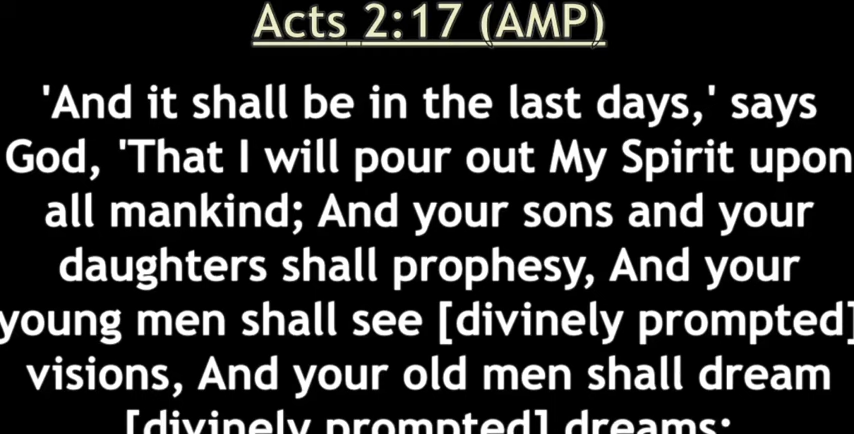 Acts 2:17 (AMP)
'And it shall be in the last days,' says
God, 'That I will pour out My Spirit upon
all mankind; And your sons and your
daughters shall prophesy, And your
young men shall see [divinely prompted]
visions, And your old men shall dream
[divinely prompted] dreams;